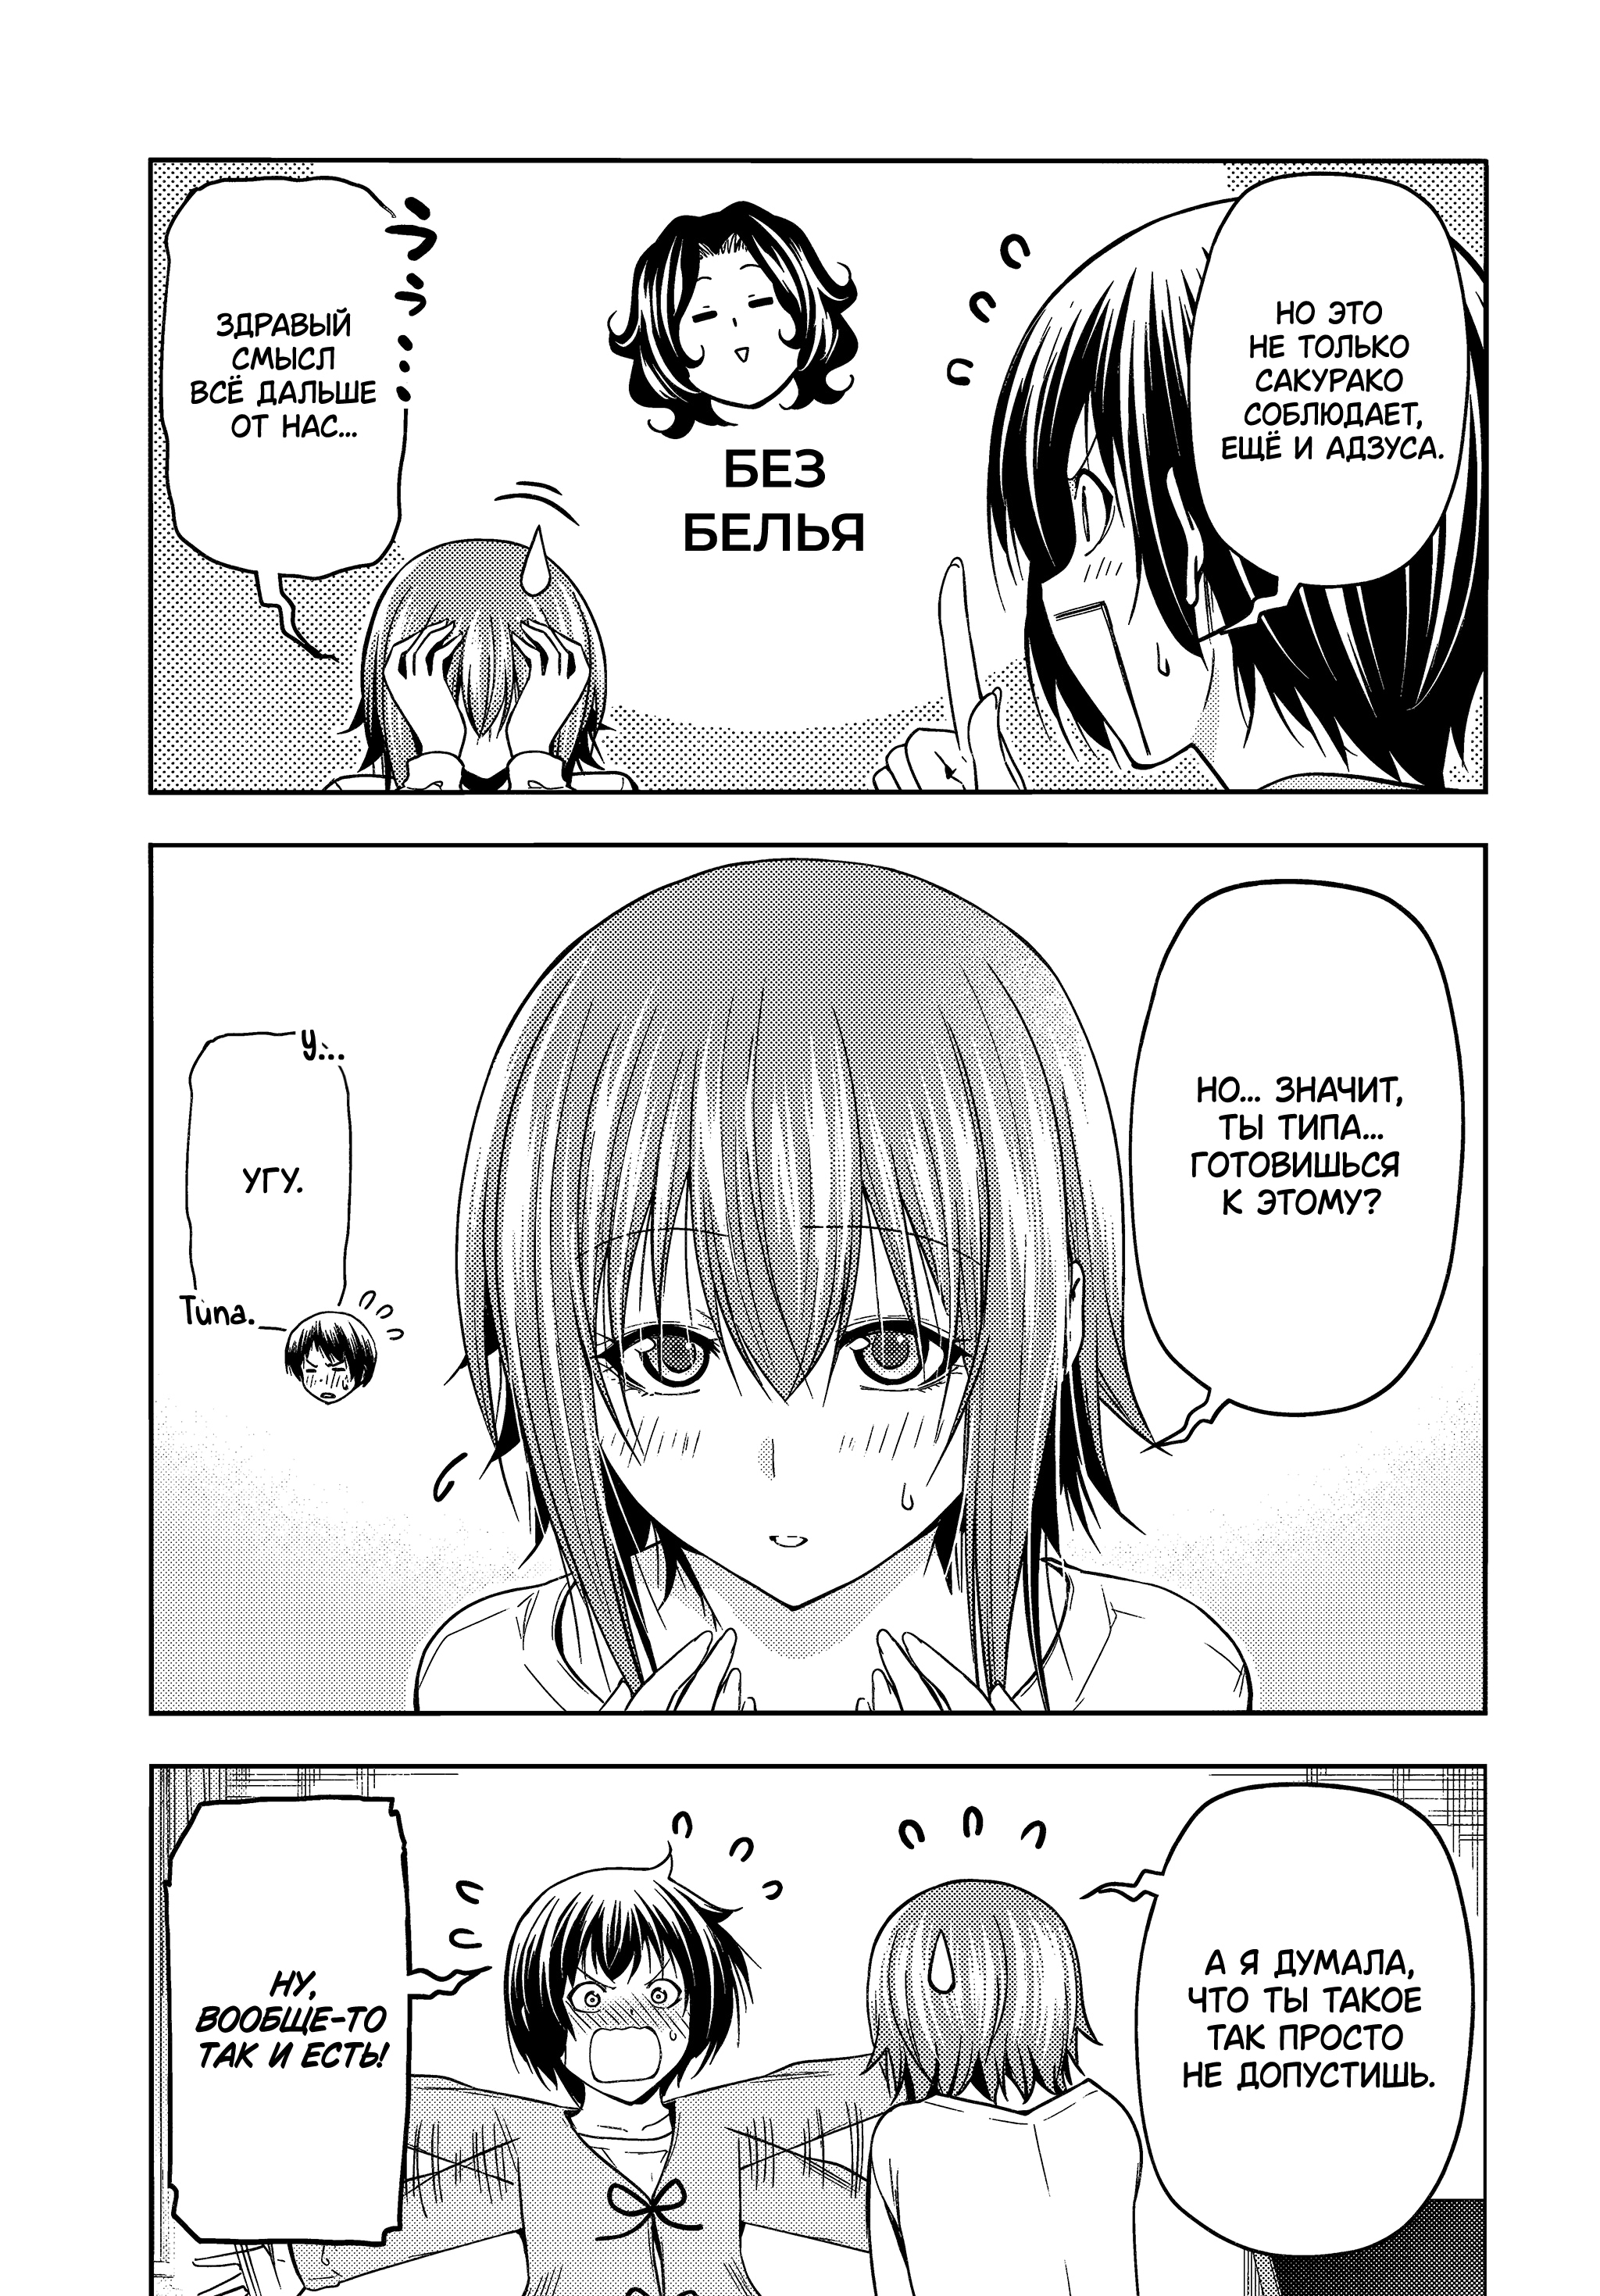 НО ЭТО
НЕ ТОЛЬКО
САКУРАКО
СОБЛЮДАЕТ,
ЕЩЁ И АДЗУСА.
БЕЗ
БЕЛЬЯ
うぅ...
ЗДРАВЫЙ
СМЫСЛ
ВСЁ ДАЛЬШЕ
ОТ НАС...
НО... ЗНАЧИТ,
ТЫ ТИПА...
ГОТОВИШЬСЯ
К ЭТОМУ?
У...
УГУ.
Типа.
А Я ДУМАЛА,
ЧТО ТЫ ТАКОЕ
ТАК ПРОСТО
НЕ ДОПУСТИШЬ.
НУ,
ВООБЩЕ-ТО
ТАК И ЕСТЬ!